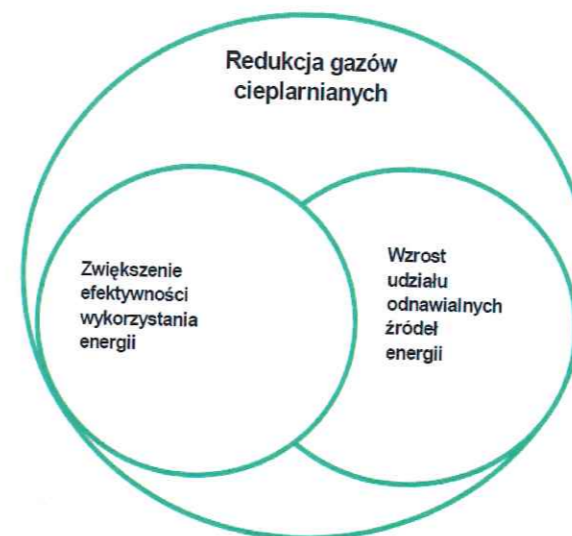 Redukcja gazów
cieplarnianych
Zwiększenie
efektywności
wykorzystania
energii
Wzrost
udziału
odnawialnych
źródeł
energii